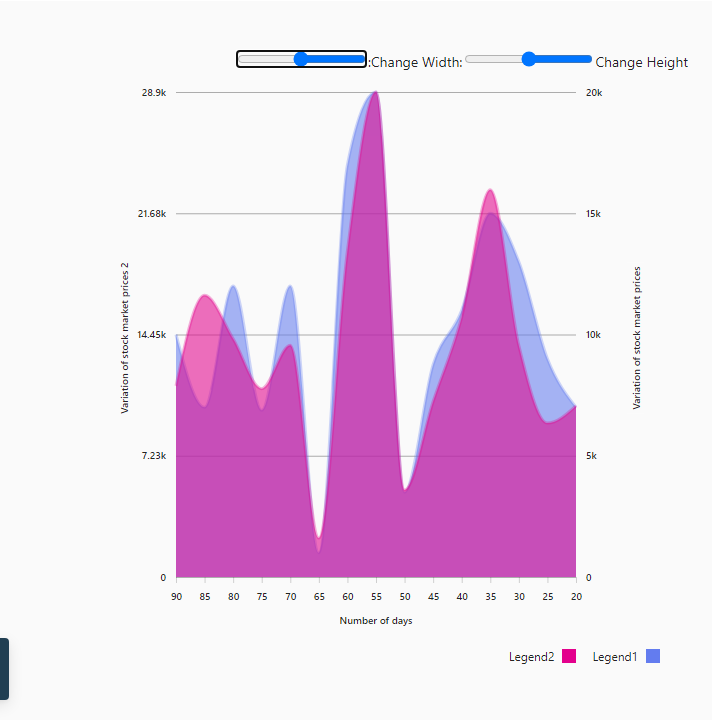 :Change Width: Change Height
28.9k
21.68k
14.45k
7.23k
0
Variation of stock market prices 2
20k
15k
10k
5k
0
Variation of stock market prices
90 85 80 75 70 65 60 55 50 45 40 35 30 25 20
Number of days
Legend2 Legend1